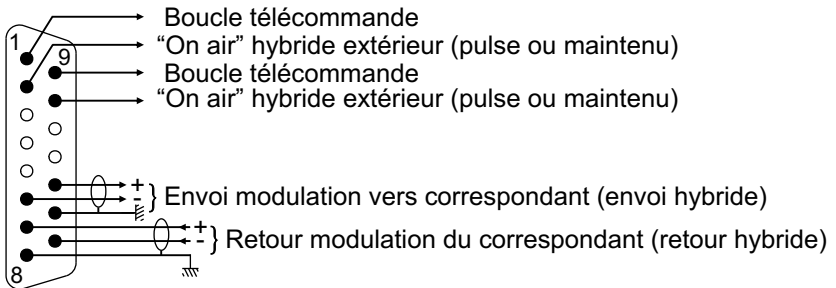 Boucle télécommande
1 “On air” hybride extérieur (pulse ou maintenu)
9 Boucle télécommande
“On air” hybride extérieur (pulse ou maintenu)
+
- } Envoi modulation vers correspondant (envoi hybride)
+
- } Retour modulation du correspondant (retour hybride)
8